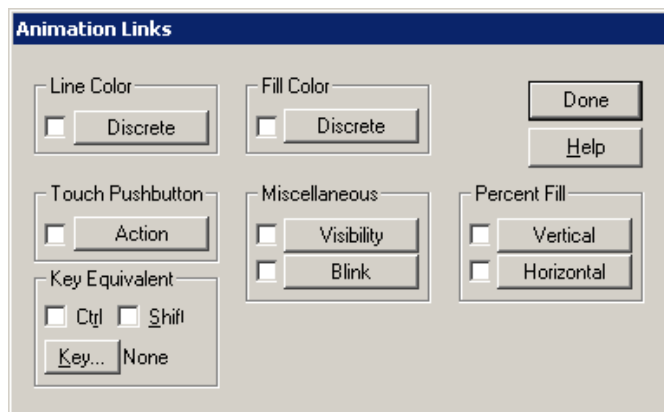 Animation Links
Line Color
Discrete
Fill Color
Discrete
Done
Help
Touch Pushbutton
Action
Miscellaneous
Visibility
Blink
Percent Fill
Vertical
Horizontal
Key Equivalent
Ctrl Shift
Key... None